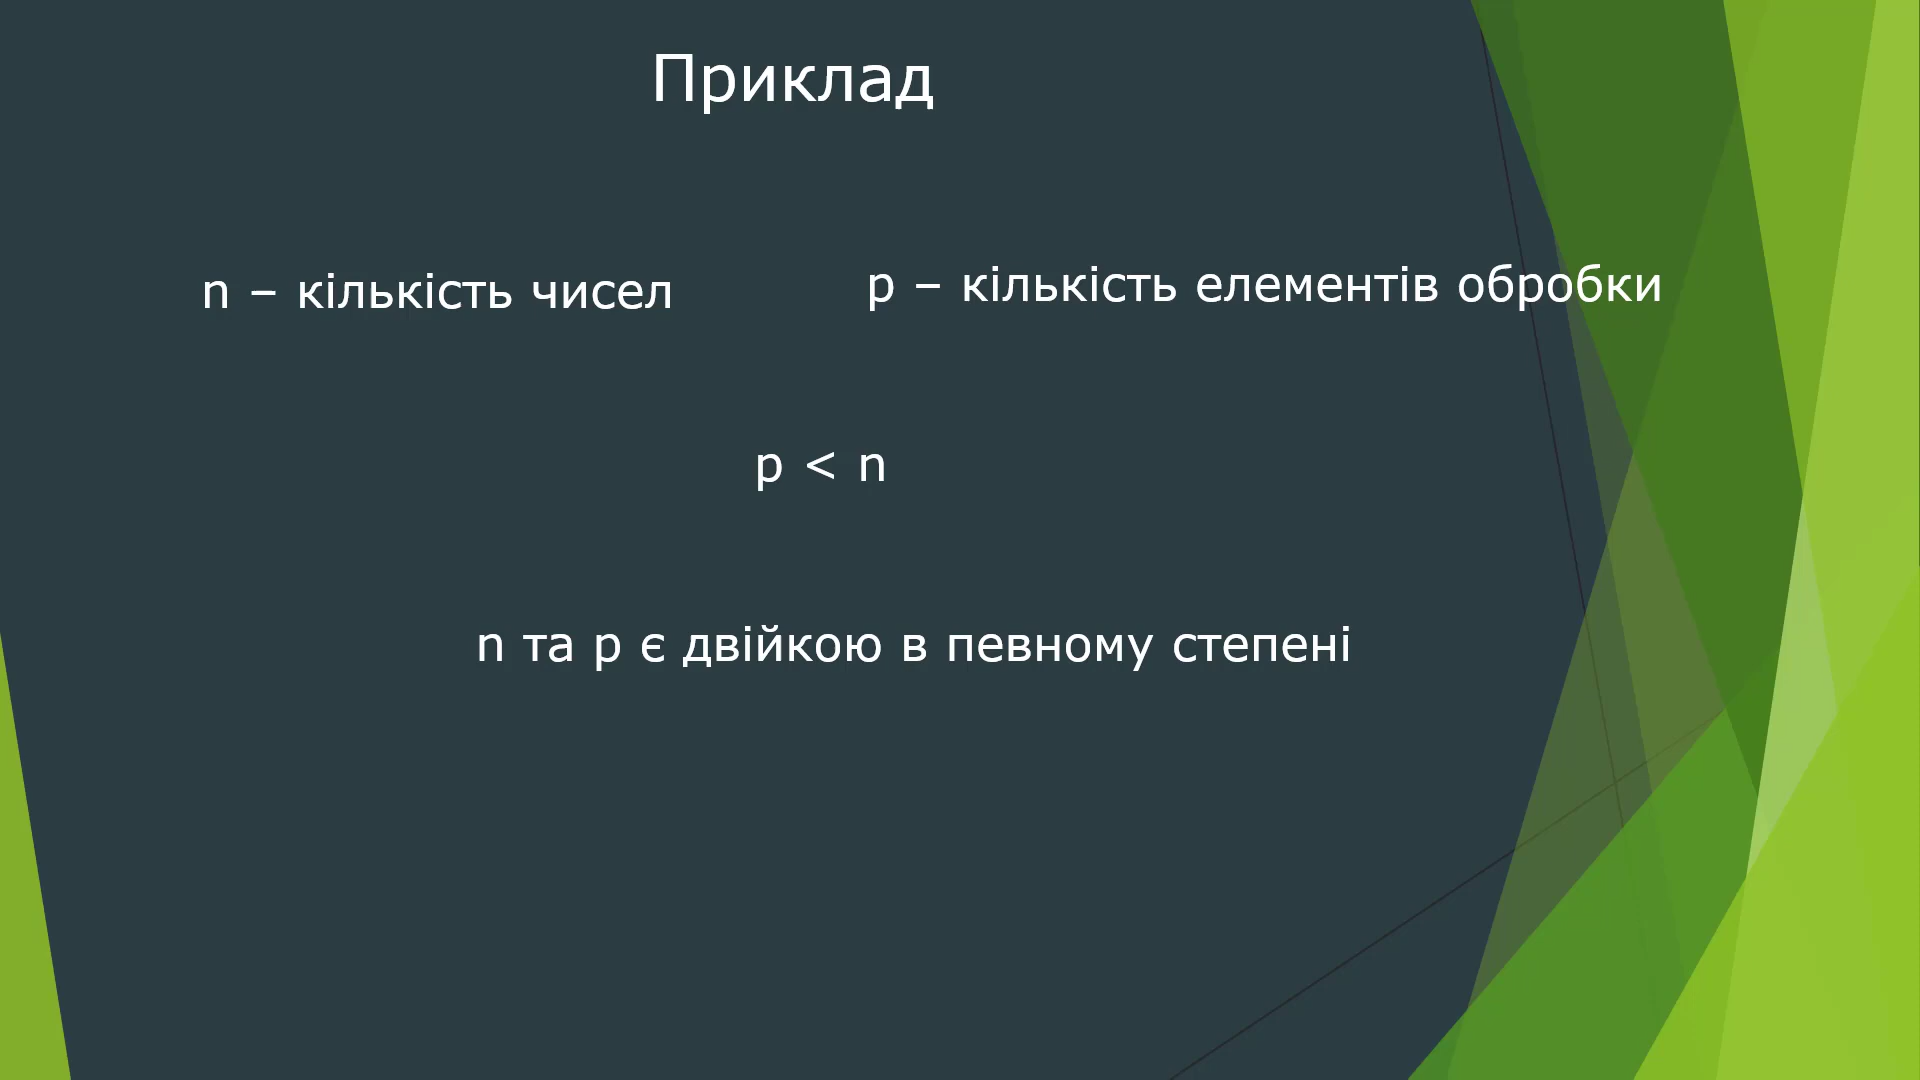 Приклад
n – кількість чисел
p – кількість елементів обробки
p < n
n та p є двійкою в певному степені